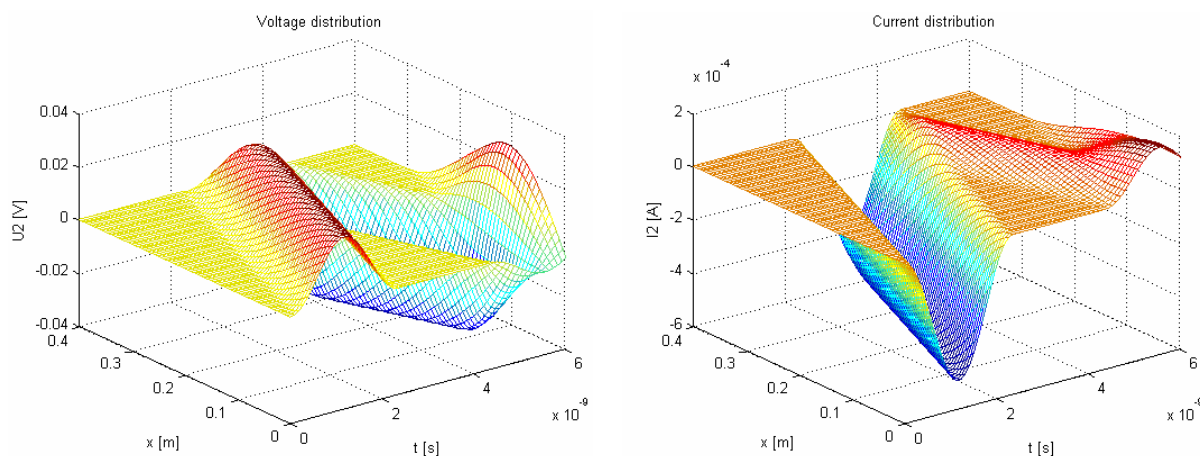 Voltage distribution
0.04
0.02
0
-0.02
-0.04
U2 [V]
0.4
0.3
0.2
0.1
0
x [m]
0
2
4
6
x 10⁻⁹
t [s]
Current distribution
x 10⁻⁴
2
0
-2
-4
-6
I2 [A]
0.4
0.3
0.2
0.1
0
x [m]
0
2
4
6
x 10⁻⁹
t [s]